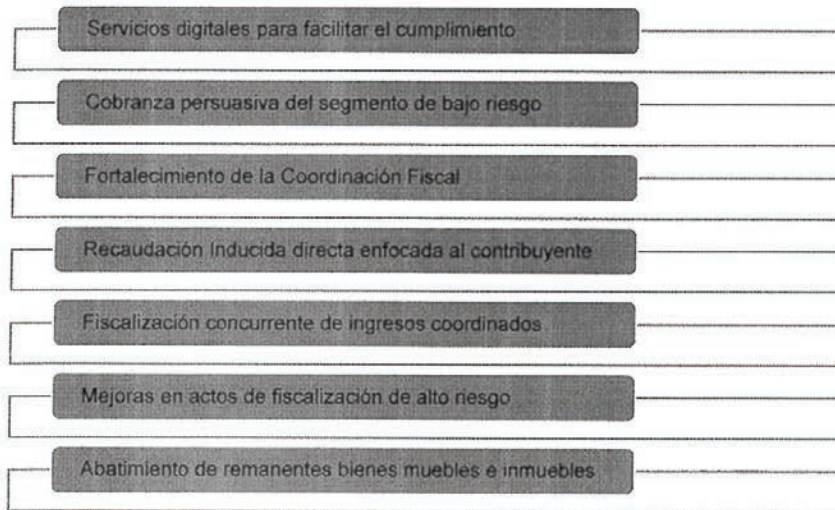 Servicios digitales para facilitar el cumplimiento
Cobranza persuasiva del segmento de bajo riesgo
Fortalecimiento de la Coordinación Fiscal
Recaudación Inducida directa enfocada al contribuyente
Fiscalización concurrente de ingresos coordinados
Mejoras en actos de fiscalización de alto riesgo
Abatimiento de remanentes bienes muebles e inmuebles